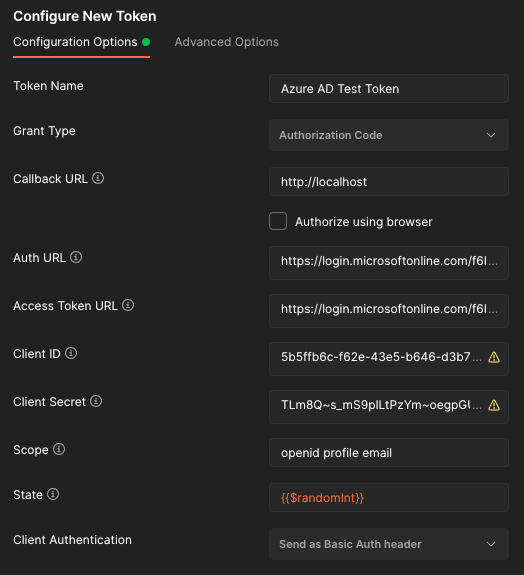 Configure New Token
Configuration Options Advanced Options
Token Name Azure AD Test Token
Grant Type Authorization Code
Callback URL http://localhost
Authorize using browser
Auth URL https://login.microsoftonline.com/f6l...
Access Token URL https://login.microsoftonline.com/f6l...
Client ID 5b5ffb6c-f62e-43e5-b646-d3b7...
Client Secret TLm8Q~s_mS9plLtPzYm~oegpGU...
Scope openid profile email
State {{$randomInt}}
Client Authentication Send as Basic Auth header